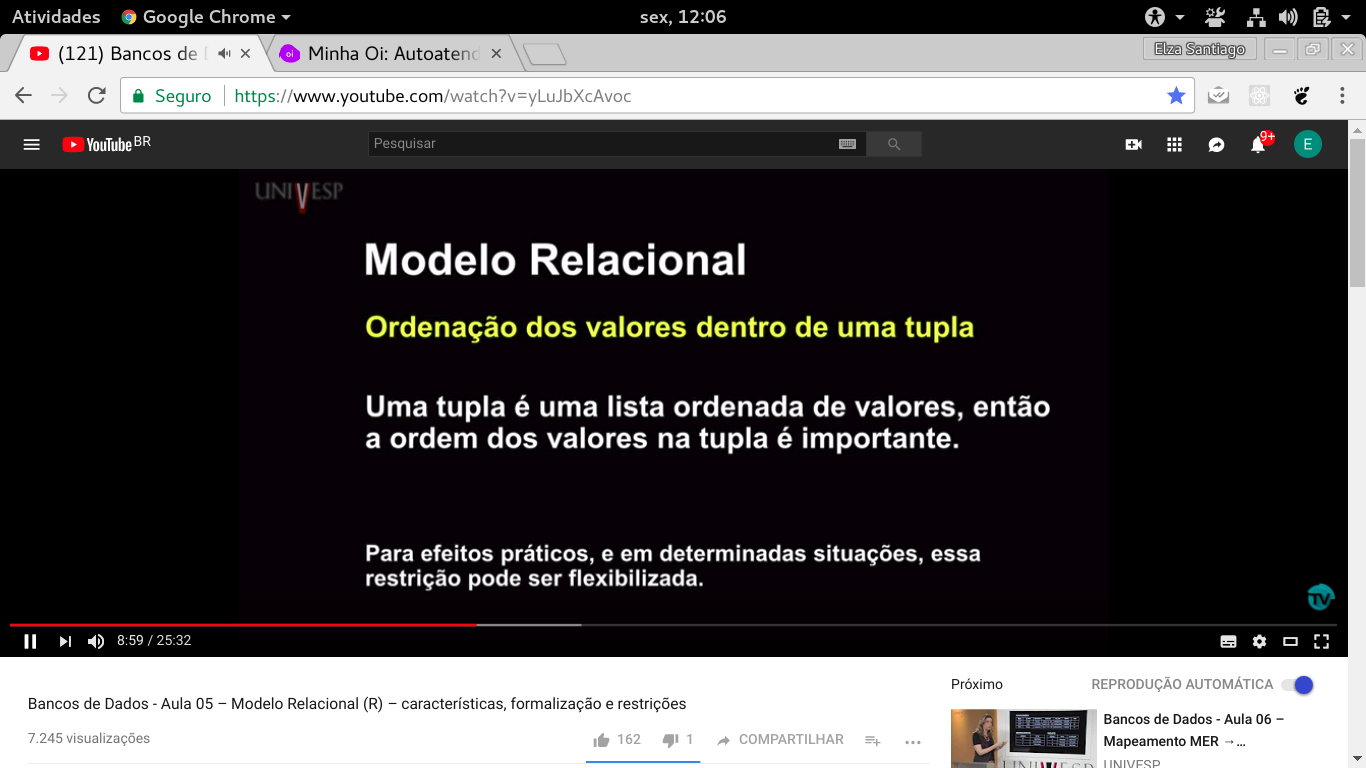 Atividades Google Chrome sex, 12:06
(121) Bancos de Minha Oi: Autoatend Elza Santiago
Seguro https://www.youtube.com/watch?v=yLuJbXcAvoc
YouTube BR Pesquisar 9+ E
UNIVESP
Modelo Relacional
Ordenação dos valores dentro de uma tupla
Uma tupla é uma lista ordenada de valores, então
a ordem dos valores na tupla é importante.
Para efeitos práticos, e em determinadas situações, essa
restrição pode ser flexibilizada.
TV
8:59 / 25:32
Próximo REPRODUÇÃO AUTOMÁTICA
Bancos de Dados - Aula 05 – Modelo Relacional (R) – características, formalização e restrições
7.245 visualizações 162 1 COMPARTILHAR
Bancos de Dados - Aula 06 –
Mapeamento MER →…
UNIVESP